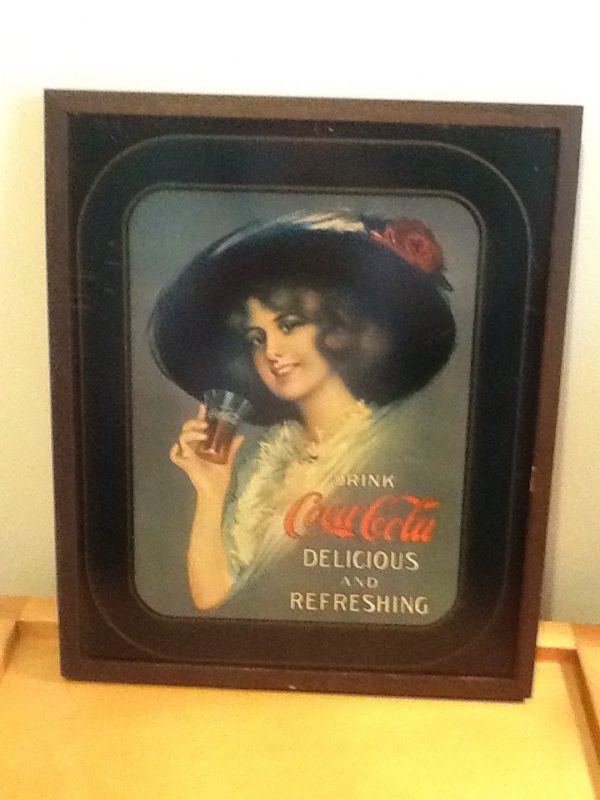 DRINK
Coca-Cola
DELICIOUS
AND
REFRESHING